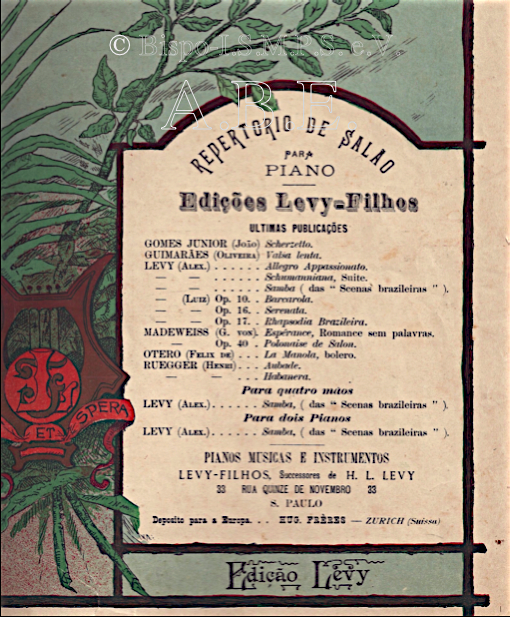 © Bispo I.S.M.P.S. e.V.
A R E
REPERTORIO DE SALÃO
PARA
PIANO
Edições Levy=Filhos
ULTIMAS PUBLICAÇÕES
GOMES JUNIOR (João) Scherzetto.
GUIMARÃES (OLIVEIRA) Valsa lenta.
LEVY (ALEX.) . . . . . . Allegro Appassionato.
— — . . . . . . Schumanniana, Suite.
— — . . . . . . Samba ( das “ Scenas brazileiras ” ).
— (LUIZ) Op. 10. . Barcarola.
— — Op. 16. . Serenata.
— — Op. 17. . Rhapsodia Brazileira.
MADEWEISS (G. VON). Espérance, Romance sem palavras.
— Op. 40 . Polonaise de Salon.
OTERO (FELIX DE) . . . La Manola, bolero.
RUEGGER (HENRI) . . . Aubade.
— — . . . Habanera.
Para quatro mãos
LEVY (ALEX.) . . . . . . Samba, ( das “ Scenas brazileiras ” ).
Para dois Pianos
LEVY (ALEX.) . . . . . . Samba, ( das “ Scenas brazileiras ” ).
PIANOS MUSICAS E INSTRUMENTOS
LEVY-FILHOS, Successores de H. L. LEVY
33 RUA QUINZE DE NOVEMBRO 33
S. PAULO
Deposito para a Europa. . . HUG. FRÈRES — ZURICH (Suissa)
ET SPERA
Edição Levy